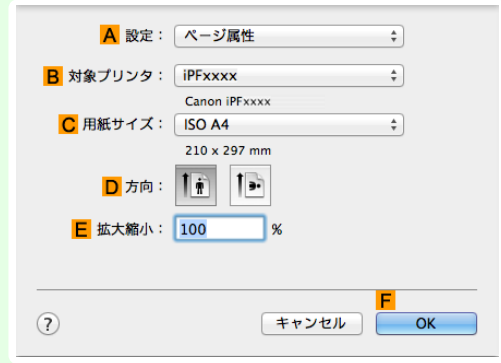 A 設定： ページ属性
B 対象プリンタ： iPFxxxx
Canon iPFxxxx
C 用紙サイズ： ISO A4
210 x 297 mm
D 方向：
E 拡大縮小： 100 %
F
? キャンセル OK